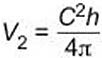 V₂ = C²h / 4π